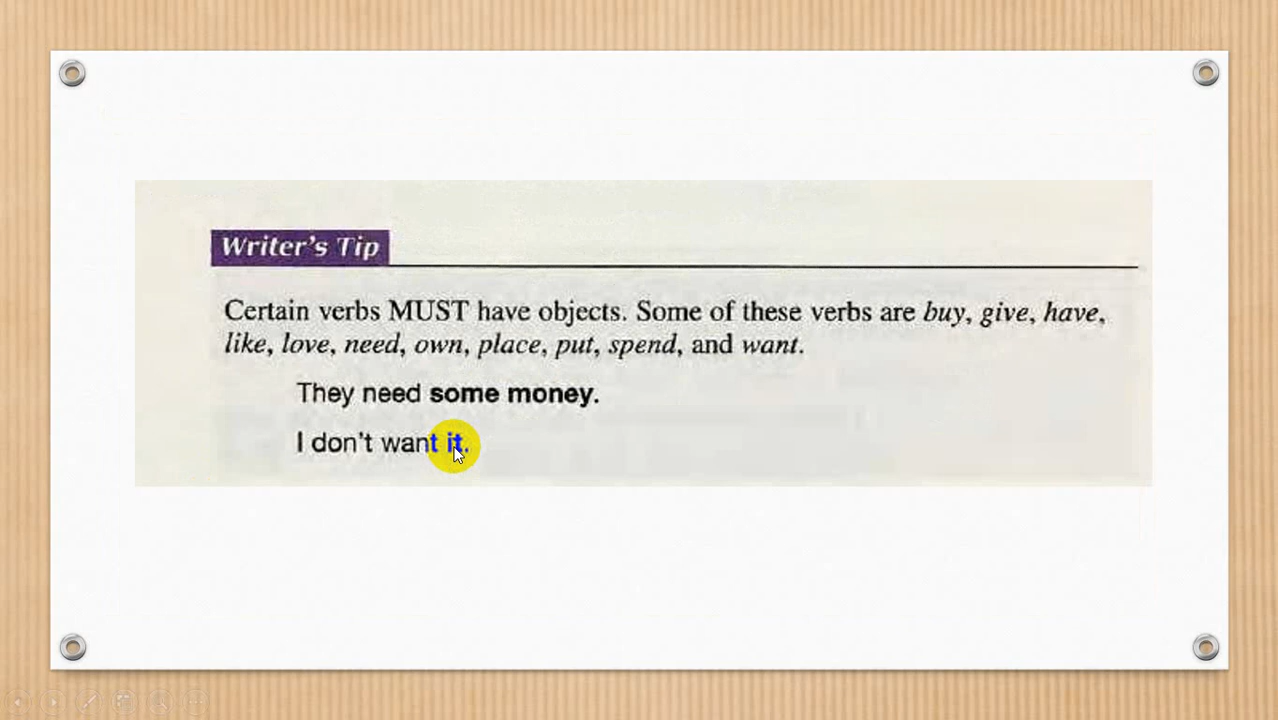 Writer's Tip
Certain verbs MUST have objects. Some of these verbs are buy, give, have,
like, love, need, own, place, put, spend, and want.
They need some money.
I don't want it.